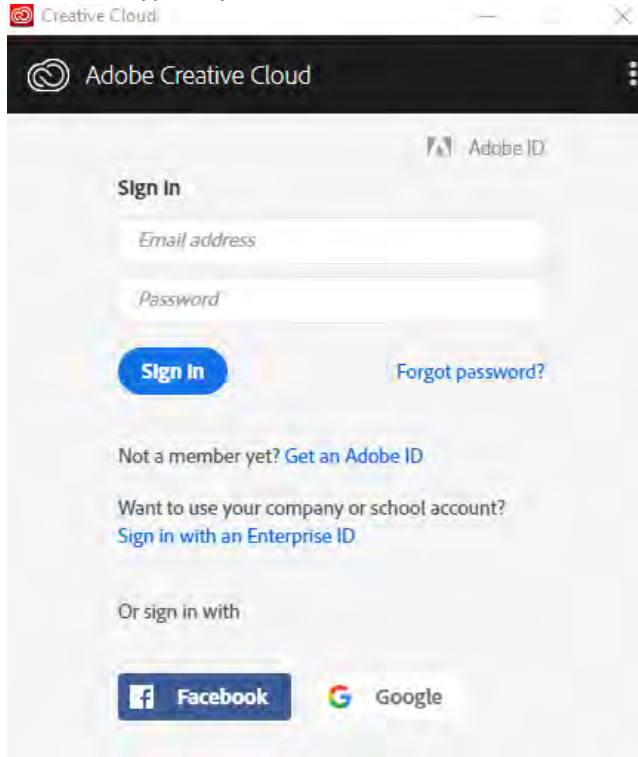 Creative Cloud
Adobe Creative Cloud
Adobe ID
Sign in
Email address
Password
Sign in
Forgot password?
Not a member yet? Get an Adobe ID
Want to use your company or school account?
Sign in with an Enterprise ID
Or sign in with
Facebook
Google